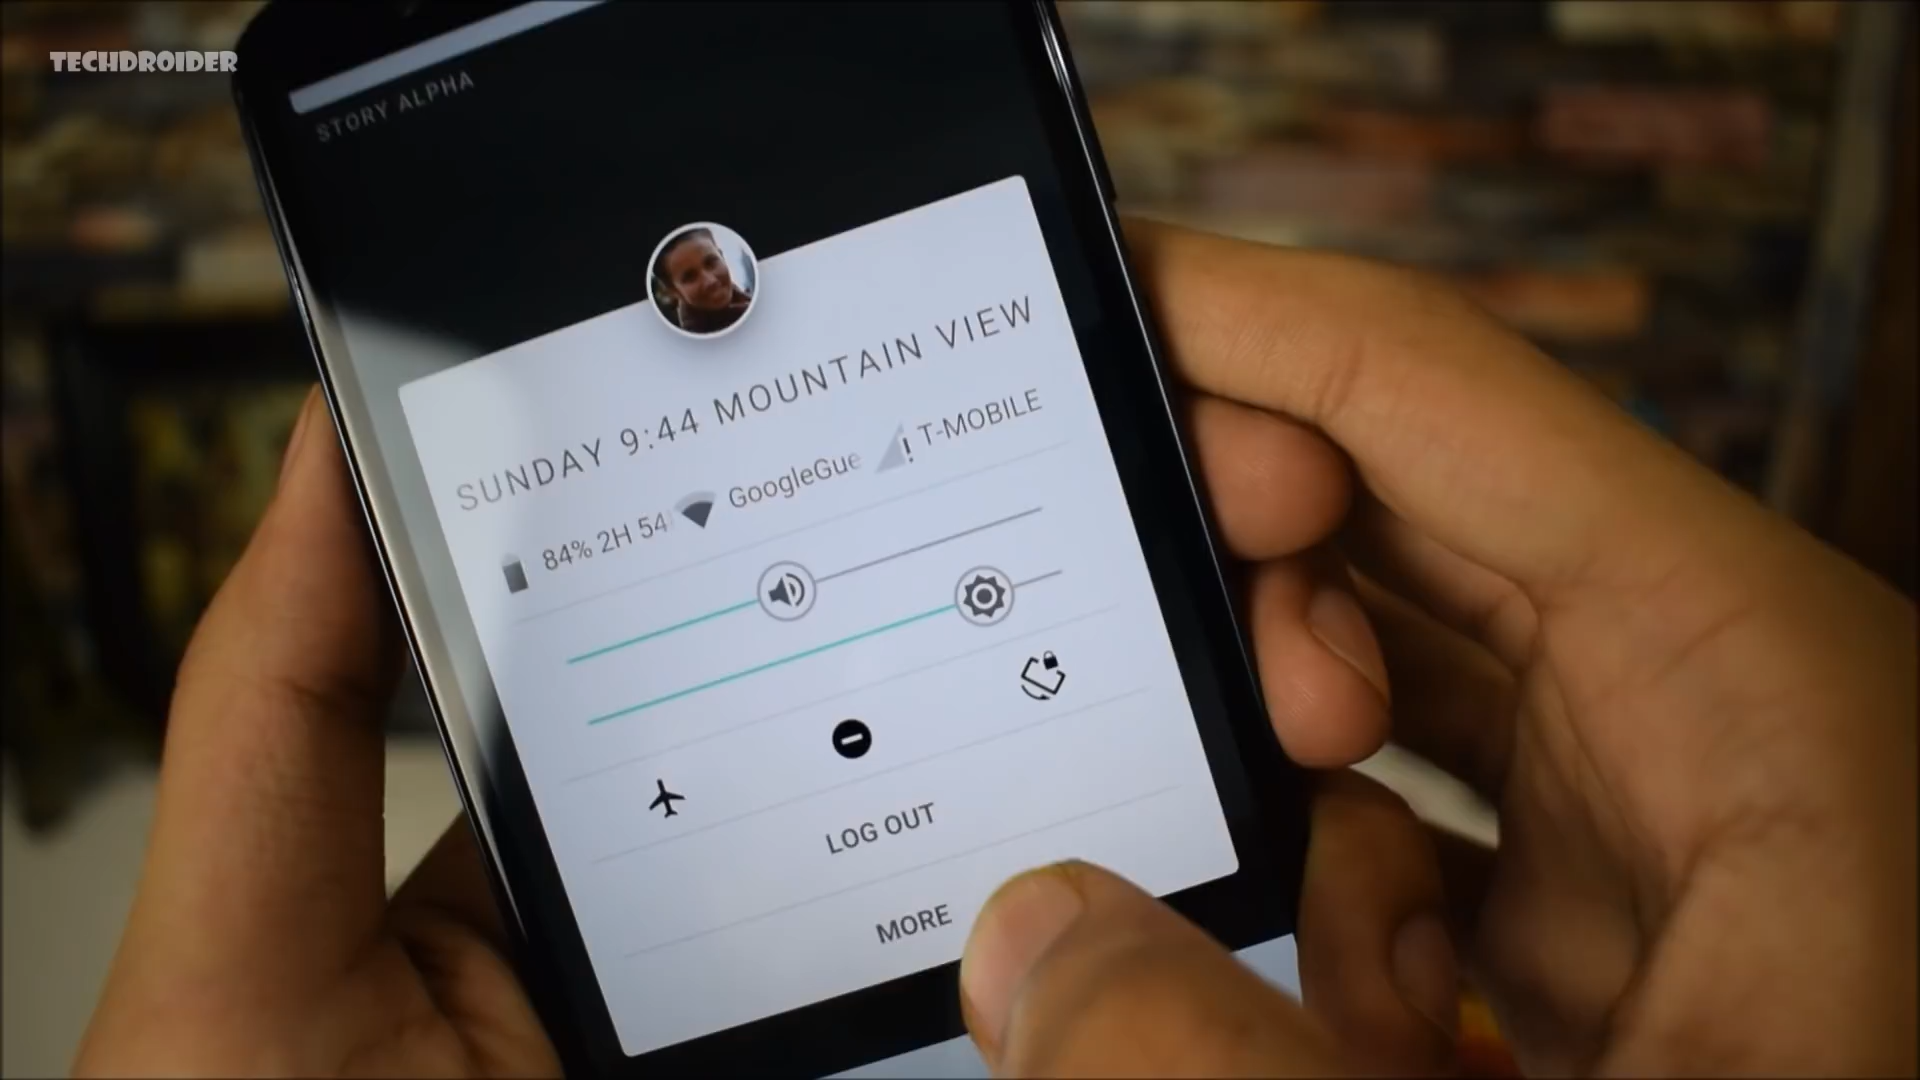 TECHDROIDER
STORY ALPHA
SUNDAY 9:44 MOUNTAIN VIEW
84% 2H 54 GoogleGue T-MOBILE
LOG OUT
MORE